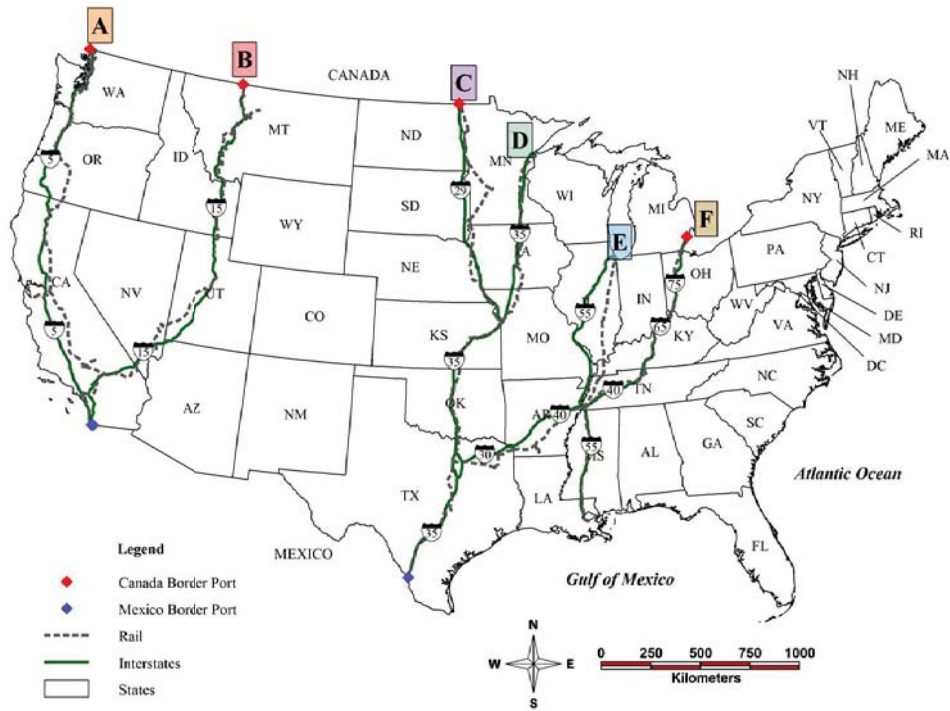 A
B
C
D
E
F
CANADA
WA
OR
ID
MT
ND
SD
MN
WI
MI
WY
NE
IA
NV
UT
CO
KS
MO
CA
AZ
NM
OK
AR
TX
LA
MS
AL
GA
FL
SC
NC
TN
KY
IN
OH
WV
VA
PA
NY
NH
VT
ME
MA
RI
CT
NJ
DE
MD
DC
5
5
15
15
29
35
35
35
30
40
40
55
55
65
75
MEXICO
Atlantic Ocean
Gulf of Mexico
Legend
Canada Border Port
Mexico Border Port
Rail
Interstates
States
N
W E
S
0 250 500 750 1000
Kilometers